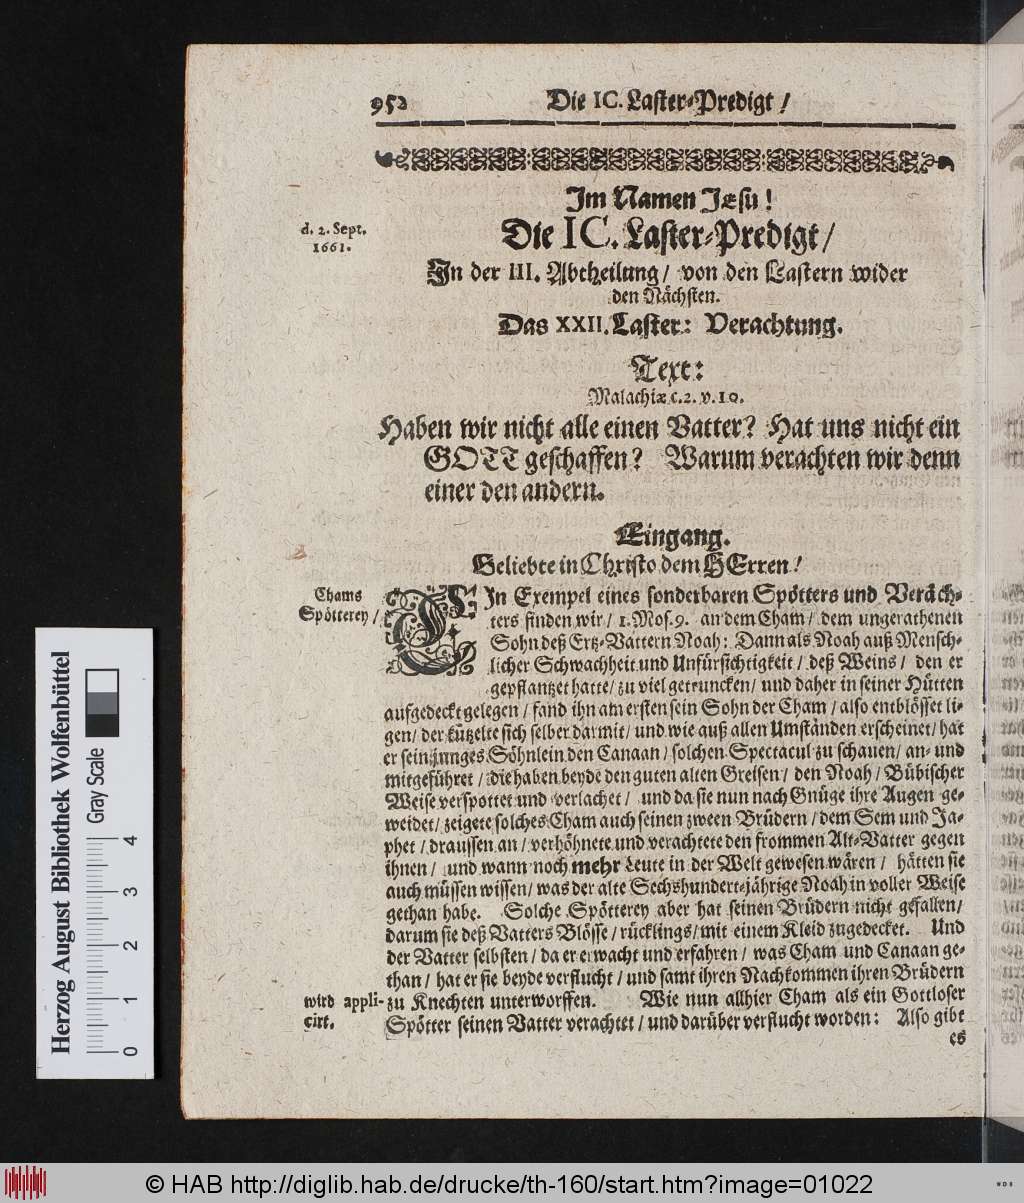 952 Die IC. Laster-Predigt /
Im Namen Jesu !
d. 2. Sept.
1661.
Die IC. Laster-Predigt /
In der III. Abtheilung / von den Lastern wider
den Nächsten.
Das XXII. Laster: Verachtung.
Text:
Malachiæ c. 2. v. 10.
Haben wir nicht alle einen Vatter? Hat uns nicht ein
GOTT geschaffen? Warum verachten wir denn
einer den andern.
Eingang.
Geliebte in Christo dem HErren !
Chams
Spötterey /
EJn Exempel eines sonderbaren Spötters und Veräch-
ters finden wir / 1. Mos. 9. an dem Cham / dem ungerathenen
Sohn deß Ertz-Vattern Noah: Dann als Noah auß Mensch-
licher Schwachheit und Unfürsichtigkeit / deß Weins / den er
gepflantzet hatte / zu viel getruncken / und daher in seiner Hütten
aufgedeckt gelegen / fand ihn am ersten sein Sohn der Cham / also entblösset li-
gen / der kützelte sich selber darmit / und wie auß allen Umständen erscheinet / hat
er sein junges Söhnlein den Canaan / solchen Spectacul zu schauen / an- und
mitgeführet / die haben beyde den guten alten Greisen / den Noah / Bübischer
Weise verspottet und verlachet / und da sie nun nach Gnüge ihre Augen ge-
weidet / zeigete solches Cham auch seinen zween Brüdern / dem Sem und Ja-
phet / draussen an / verhöhnete und verachtete den frommen Alt-Vatter gegen
ihnen / und wann noch mehr Leute in der Welt gewesen wären / hätten sie
auch müssen wissen / was der alte Sechshundert-jährige Noah in voller Weise
gethan habe. Solche Spötterey aber hat seinen Brüdern nicht gefallen /
darum sie deß Vatters Blösse / rücklings / mit einem Kleid zugedecket. Und
der Vatter selbsten / da er erwacht und erfahren / was Cham und Canaan ge-
than / hat er sie beyde verflucht / und samt ihren Nachkommen ihren Brüdern
wird appli-
cirt.
zu Knechten unterworffen. Wie nun allhier Cham als ein Gottloser
Spötter seinen Vatter verachtet / und darüber verflucht worden: Also gibt
es
Herzog August Bibliothek Wolfenbüttel
Gray Scale
0 1 2 3 4
© HAB http://diglib.hab.de/drucke/th-160/start.htm?image=01022